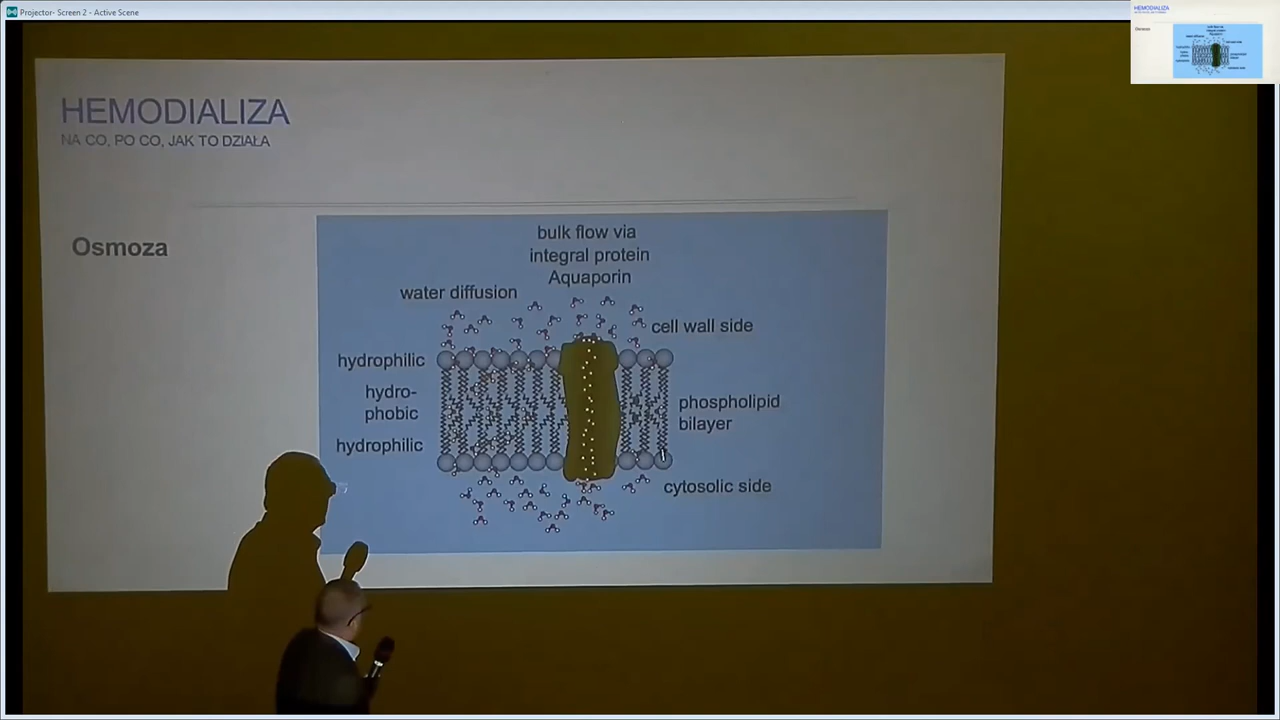 Projector- Screen 2 - Active Scene
HEMODIALIZA
HEMODIALIZA
NA CO, PO CO, JAK TO DZIAŁA
Osmoza
bulk flow via
integral protein
Aquaporin
water diffusion
cell wall side
hydrophilic
hydro-
phobic
phospholipid
bilayer
hydrophilic
cytosolic side